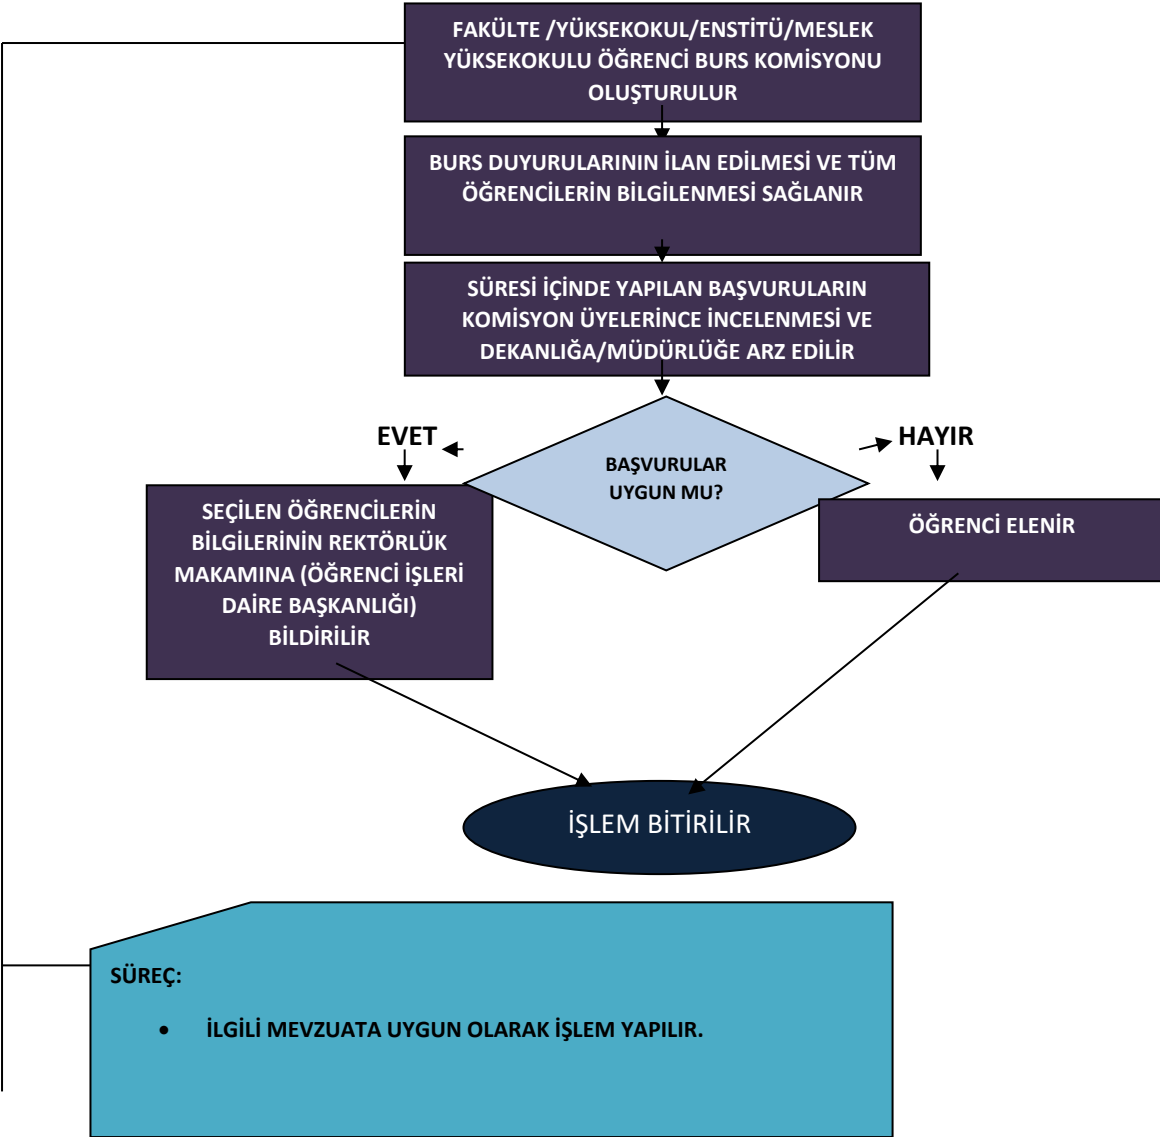 FAKÜLTE /YÜKSEKOKUL/ENSTİTÜ/MESLEK
YÜKSEKOKULU ÖĞRENCİ BURS KOMİSYONU
OLUŞTURULUR
BURS DUYURULARININ İLAN EDİLMESİ VE TÜM
ÖĞRENCİLERİN BİLGİLENMESİ SAĞLANIR
SÜRESİ İÇİNDE YAPILAN BAŞVURULARIN
KOMİSYON ÜYELERİNCE İNCELENMESİ VE
DEKANLIĞA/MÜDÜRLÜĞE ARZ EDİLİR
EVET
HAYIR
BAŞVURULAR
UYGUN MU?
SEÇİLEN ÖĞRENCİLERİN
BİLGİLERİNİN REKTÖRLÜK
MAKAMINA (ÖĞRENCİ İŞLERİ
DAİRE BAŞKANLIĞI)
BİLDİRİLİR
ÖĞRENCİ ELENİR
İŞLEM BİTİRİLİR
SÜREÇ:
• İLGİLİ MEVZUATA UYGUN OLARAK İŞLEM YAPILIR.